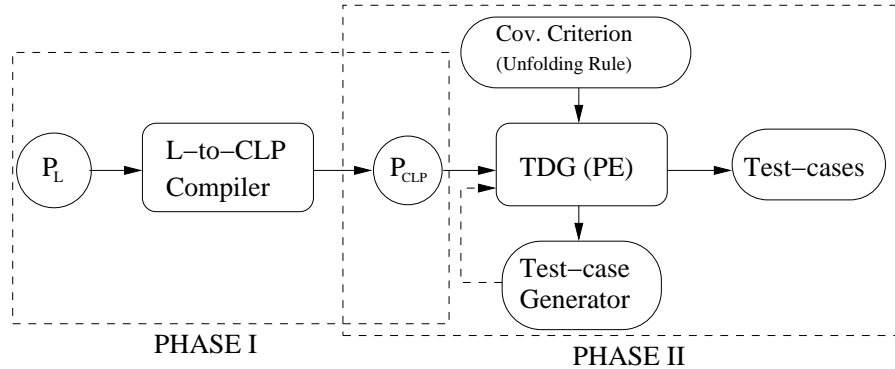 Cov. Criterion
(Unfolding Rule)
P_L
L−to−CLP
Compiler
P_CLP
TDG (PE)
Test−cases
Test−case
Generator
PHASE I
PHASE II